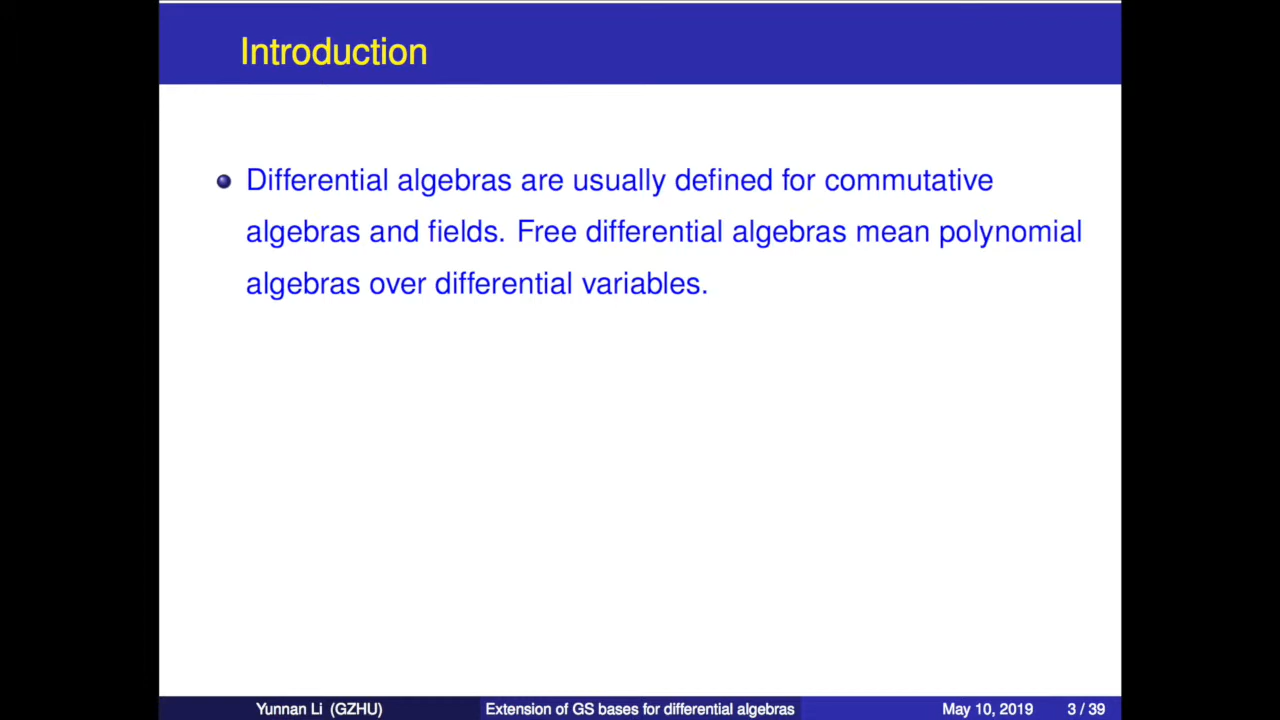 Introduction
Differential algebras are usually defined for commutative
algebras and fields. Free differential algebras mean polynomial
algebras over differential variables.
Yunnan Li (GZHU) Extension of GS bases for differential algebras May 10, 2019 3 / 39